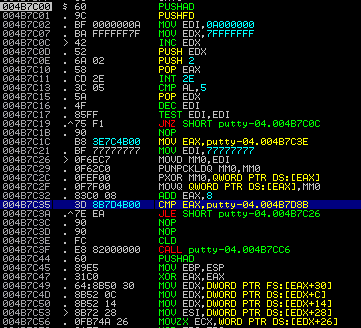 004B7C00 $ 60 PUSHAD
004B7C01 . 9C PUSHFD
004B7C02 . BF 0000000A MOV EDI,0A000000
004B7C07 . BA FFFFFF7F MOV EDX,7FFFFFFF
004B7C0C > 42 INC EDX
004B7C0D . 52 PUSH EDX
004B7C0E . 6A 02 PUSH 2
004B7C10 . 58 POP EAX
004B7C11 . CD 2E INT 2E
004B7C13 . 3C 05 CMP AL,5
004B7C15 . 5A POP EDX
004B7C16 . 4F DEC EDI
004B7C17 . 85FF TEST EDI,EDI
004B7C19 .^75 F1 JNZ SHORT putty-04.004B7C0C
004B7C1B . 90 NOP
004B7C1C . B8 3E7C4B00 MOV EAX,putty-04.004B7C3E
004B7C21 . BF 77777777 MOV EDI,77777777
004B7C26 > 0F6EC7 MOVD MM0,EDI
004B7C29 . 0F62C0 PUNPCKLDQ MM0,MM0
004B7C2C . 0FEF00 PXOR MM0,QWORD PTR DS:[EAX]
004B7C2F . 0F7F00 MOVQ QWORD PTR DS:[EAX],MM0
004B7C32 . 83C0 08 ADD EAX,8
004B7C35 . 3D 8B7D4B00 CMP EAX,putty-04.004B7D8B
004B7C3A .^7E EA JLE SHORT putty-04.004B7C26
004B7C3C . 90 NOP
004B7C3D . 90 NOP
004B7C3E . FC CLD
004B7C3F . E8 82000000 CALL putty-04.004B7CC6
004B7C44 . 60 PUSHAD
004B7C45 . 89E5 MOV EBP,ESP
004B7C47 . 31C0 XOR EAX,EAX
004B7C49 . 64:8B50 30 MOV EDX,DWORD PTR FS:[EAX+30]
004B7C4D . 8B52 0C MOV EDX,DWORD PTR DS:[EDX+C]
004B7C50 . 8B52 14 MOV EDX,DWORD PTR DS:[EDX+14]
004B7C53 > 8B72 28 MOV ESI,DWORD PTR DS:[EDX+28]
004B7C56 . 0FB74A 26 MOVZX ECX,WORD PTR DS:[EDX+26]